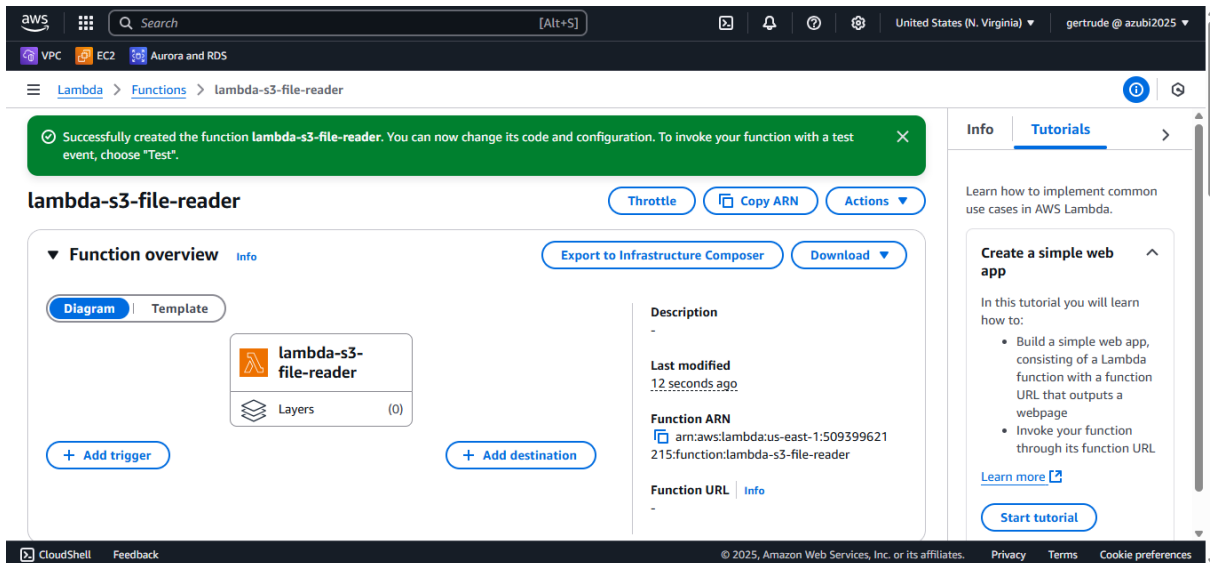 aws
Search
[Alt+S]
United States (N. Virginia) ▼
gertrude @ azubi2025 ▼
VPC
EC2
Aurora and RDS
Lambda > Functions > lambda-s3-file-reader
Successfully created the function lambda-s3-file-reader. You can now change its code and configuration. To invoke your function with a test
event, choose "Test".
lambda-s3-file-reader
Throttle
Copy ARN
Actions ▼
▼ Function overview Info
Export to Infrastructure Composer
Download ▼
Diagram
Template
lambda-s3-
file-reader
Layers
(0)
+ Add trigger
+ Add destination
Description
-
Last modified
12 seconds ago
Function ARN
arn:aws:lambda:us-east-1:509399621
215:function:lambda-s3-file-reader
Function URL Info
-
Info
Tutorials
Learn how to implement common
use cases in AWS Lambda.
Create a simple web
app
In this tutorial you will learn
how to:
• Build a simple web app,
consisting of a Lambda
function with a function
URL that outputs a
webpage
• Invoke your function
through its function URL
Learn more
Start tutorial
CloudShell
Feedback
© 2025, Amazon Web Services, Inc. or its affiliates.
Privacy
Terms
Cookie preferences